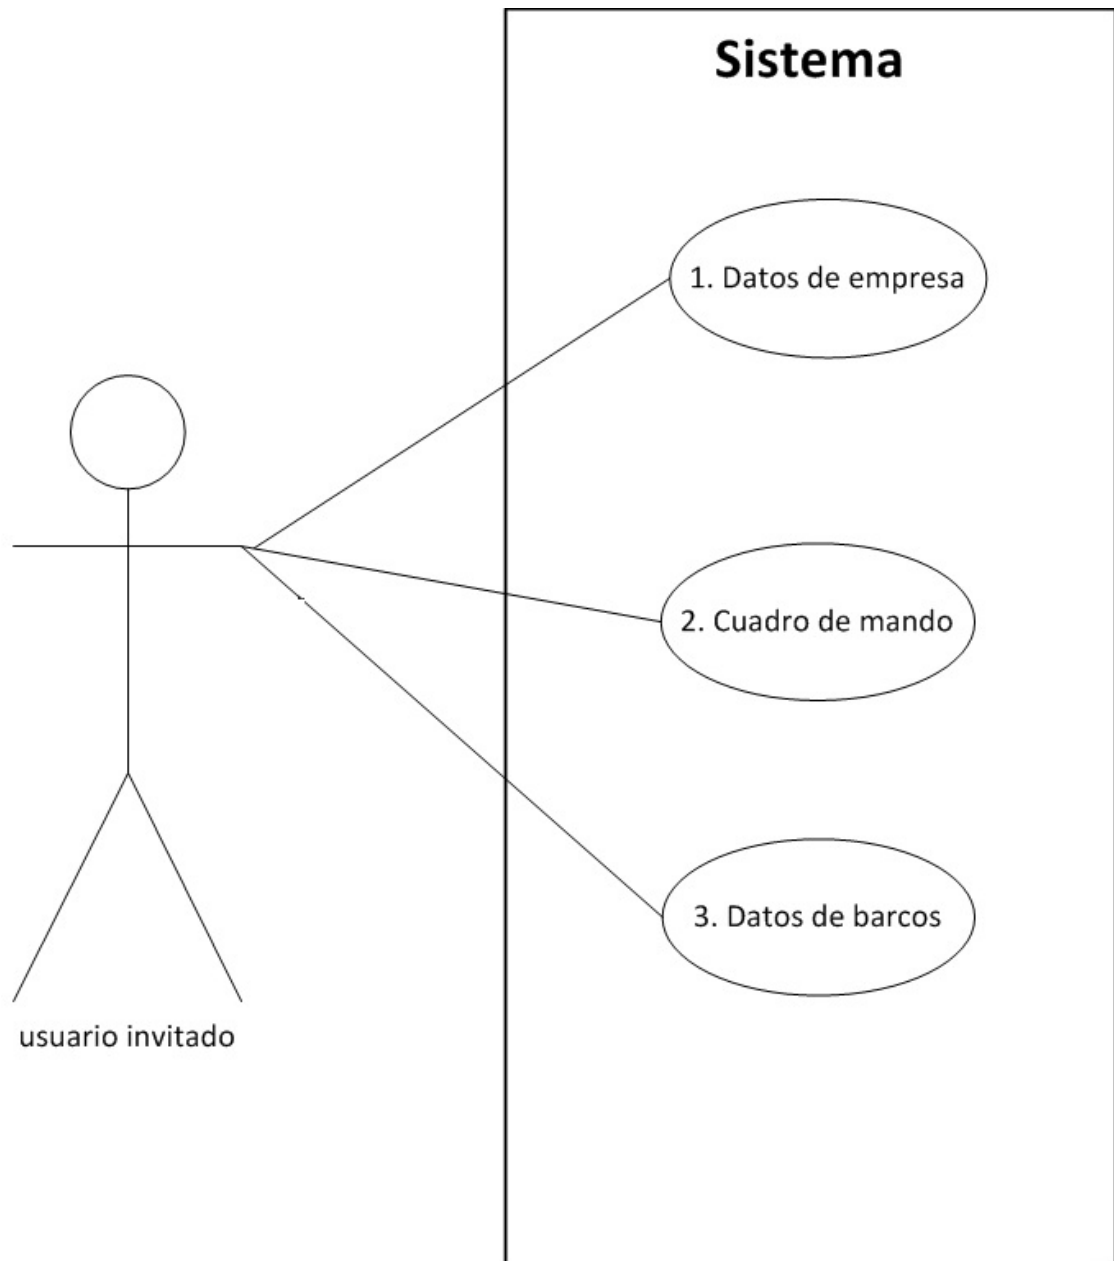 Sistema
1. Datos de empresa
2. Cuadro de mando
3. Datos de barcos
usuario invitado